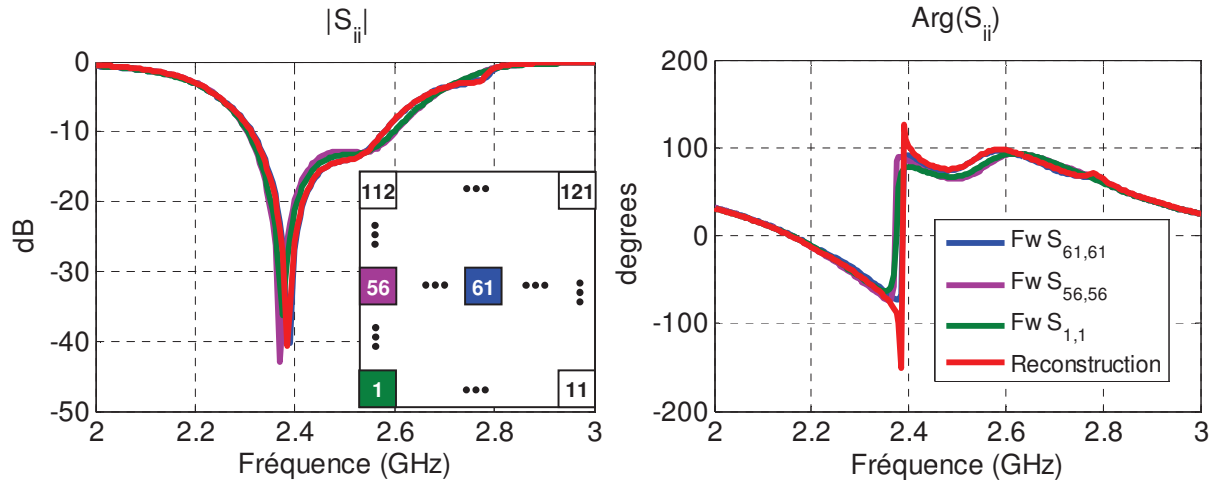 |S_ii|
0
-10
-20
-30
-40
-50
dB
2 2.2 2.4 2.6 2.8 3
Fréquence (GHz)
112 ••• 121
56 ••• 61 •••
1 ••• 11
Arg(S_ii)
200
100
0
-100
-200
degrees
2 2.2 2.4 2.6 2.8 3
Fréquence (GHz)
Fw S_61,61
Fw S_56,56
Fw S_1,1
Reconstruction